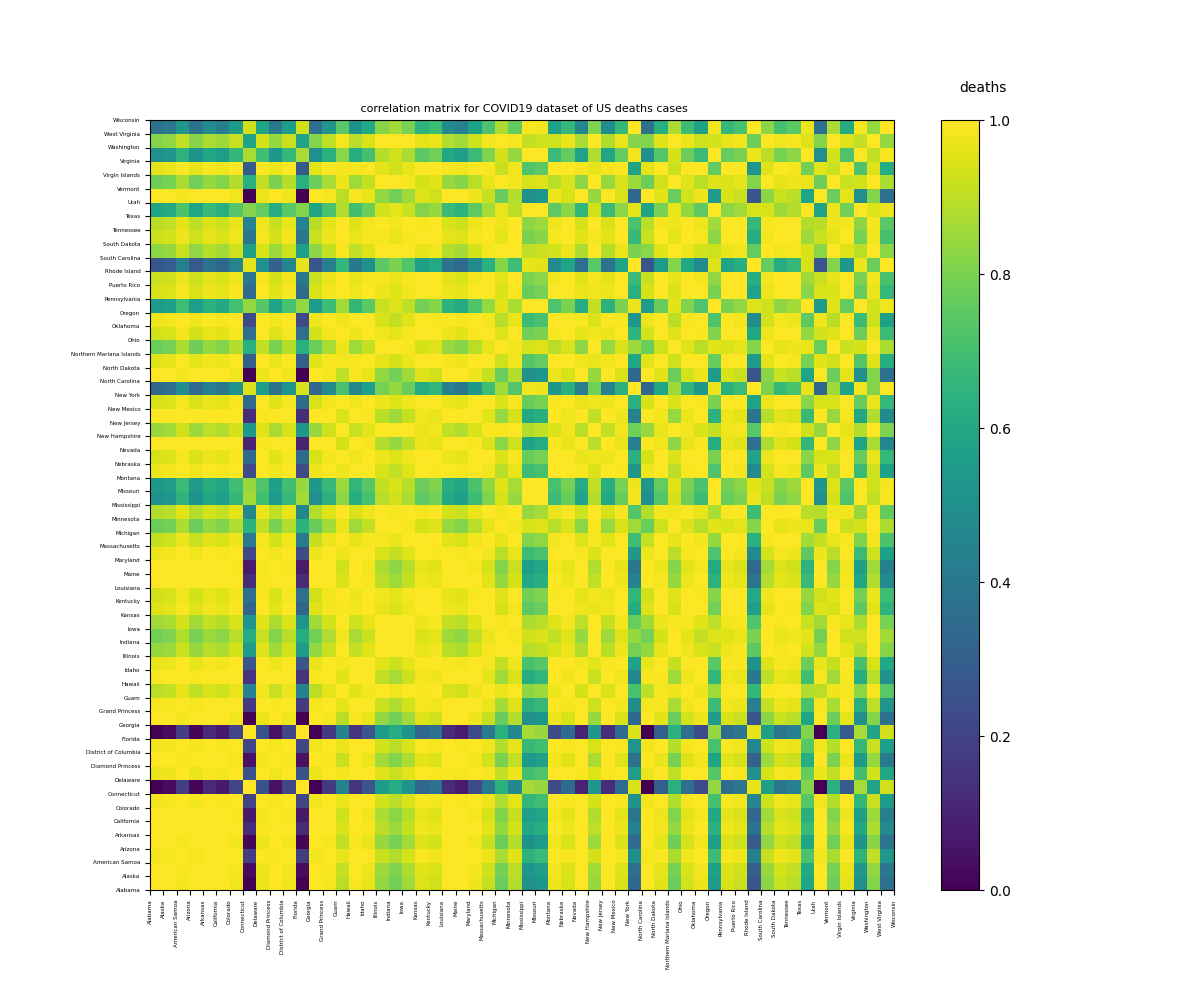 deaths
correlation matrix for COVID19 dataset of US deaths cases
Wisconsin
West Virginia
Washington
Virginia
Virgin Islands
Vermont
Utah
Texas
Tennessee
South Dakota
South Carolina
Rhode Island
Puerto Rico
Pennsylvania
Oregon
Oklahoma
Ohio
Northern Mariana Islands
North Dakota
North Carolina
New York
New Mexico
New Jersey
New Hampshire
Nevada
Nebraska
Montana
Missouri
Mississippi
Minnesota
Michigan
Massachusetts
Maryland
Maine
Louisiana
Kentucky
Kansas
Iowa
Indiana
Illinois
Idaho
Hawaii
Guam
Grand Princess
Georgia
Florida
District of Columbia
Diamond Princess
Delaware
Connecticut
Colorado
California
Arkansas
Arizona
American Samoa
Alaska
Alabama
1.0
0.8
0.6
0.4
0.2
0.0
Alabama
Alaska
American Samoa
Arizona
Arkansas
California
Colorado
Connecticut
Delaware
Diamond Princess
District of Columbia
Florida
Georgia
Grand Princess
Guam
Hawaii
Idaho
Illinois
Indiana
Iowa
Kansas
Kentucky
Louisiana
Maine
Maryland
Massachusetts
Michigan
Minnesota
Mississippi
Missouri
Montana
Nebraska
Nevada
New Hampshire
New Jersey
New Mexico
New York
North Carolina
North Dakota
Northern Mariana Islands
Ohio
Oklahoma
Oregon
Pennsylvania
Puerto Rico
Rhode Island
South Carolina
South Dakota
Tennessee
Texas
Utah
Vermont
Virgin Islands
Virginia
Washington
West Virginia
Wisconsin